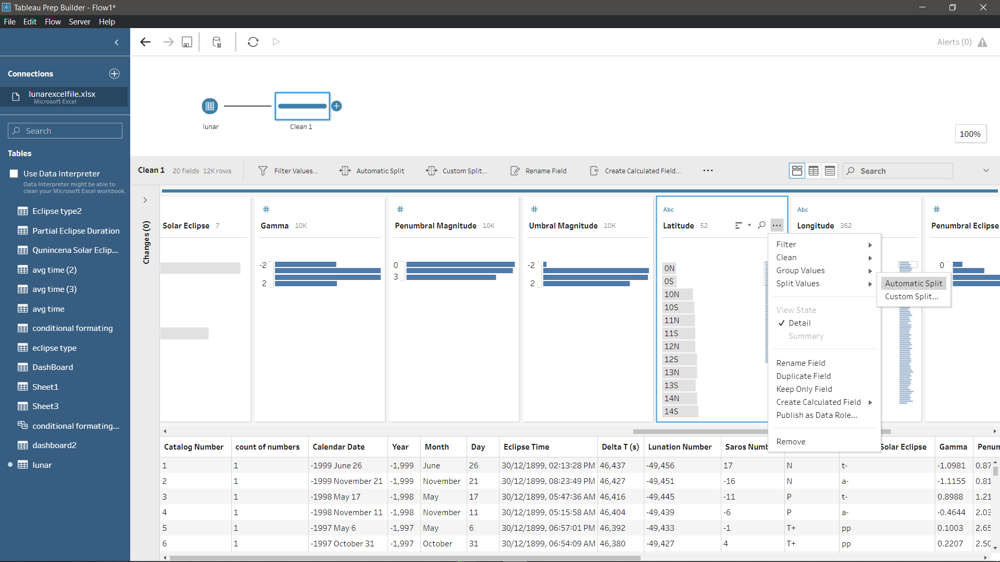 Tableau Prep Builder - Flow1*
File Edit Flow Server Help
Alerts (0)
Connections
lunarexcelfile.xlsx
Microsoft Excel
Search
Tables
Use Data Interpreter
Data Interpreter might be able to
clean your Microsoft Excel workbook.
Eclipse type2
Partial Eclipse Duration
Qunincena Solar Eclip...
avg time (2)
avg time (3)
avg time
conditional formating
eclipse type
DashBoard
Sheet1
Sheet3
conditional formating...
dashboard2
lunar
lunar
Clean 1
100%
Clean 1 20 fields 12K rows Filter Values... Automatic Split Custom Split... Rename Field Create Calculated Field... ... Search
Changes (0)
Solar Eclipse 7
# Gamma 10K
-2
2
# Penumbral Magnitude 10K
0
3
# Umbral Magnitude 10K
-2
2
Abc
Latitude 52
0N
0S
10N
10S
11N
11S
12N
12S
13N
13S
14N
14S
Abc
Longitude 362
#
Penumbral Eclipse
0
Filter
Clean
Group Values
Split Values
Automatic Split
Custom Split...
View State
Detail
Summary
Rename Field
Duplicate Field
Keep Only Field
Create Calculated Field
Publish as Data Role...
Remove
Catalog Number count of numbers Calendar Date Year Month Day Eclipse Time Delta T (s) Lunation Number Saros Numb Solar Eclipse Gamma Penun
1 1 -1999 June 26 -1,999 June 26 30/12/1899, 02:13:28 PM 46,437 -49,456 17 N t- -1.0981 0.87
2 1 -1999 November 21 -1,999 November 21 30/12/1899, 08:23:49 PM 46,427 -49,451 -16 N a- -1.1155 0.81
3 1 -1998 May 17 -1,998 May 17 30/12/1899, 05:47:36 AM 46,416 -49,445 -11 P t- 0.8988 1.21
4 1 -1998 November 11 -1,998 November 11 30/12/1899, 05:15:58 AM 46,404 -49,439 -6 P a- -0.4644 2.03
5 1 -1997 May 6 -1,997 May 6 30/12/1899, 06:57:01 PM 46,392 -49,433 -1 T+ pp 0.1003 2.65
6 1 -1997 October 31 -1,997 October 31 30/12/1899, 06:54:09 AM 46,380 -49,427 4 T+ pp 0.2207 2.50